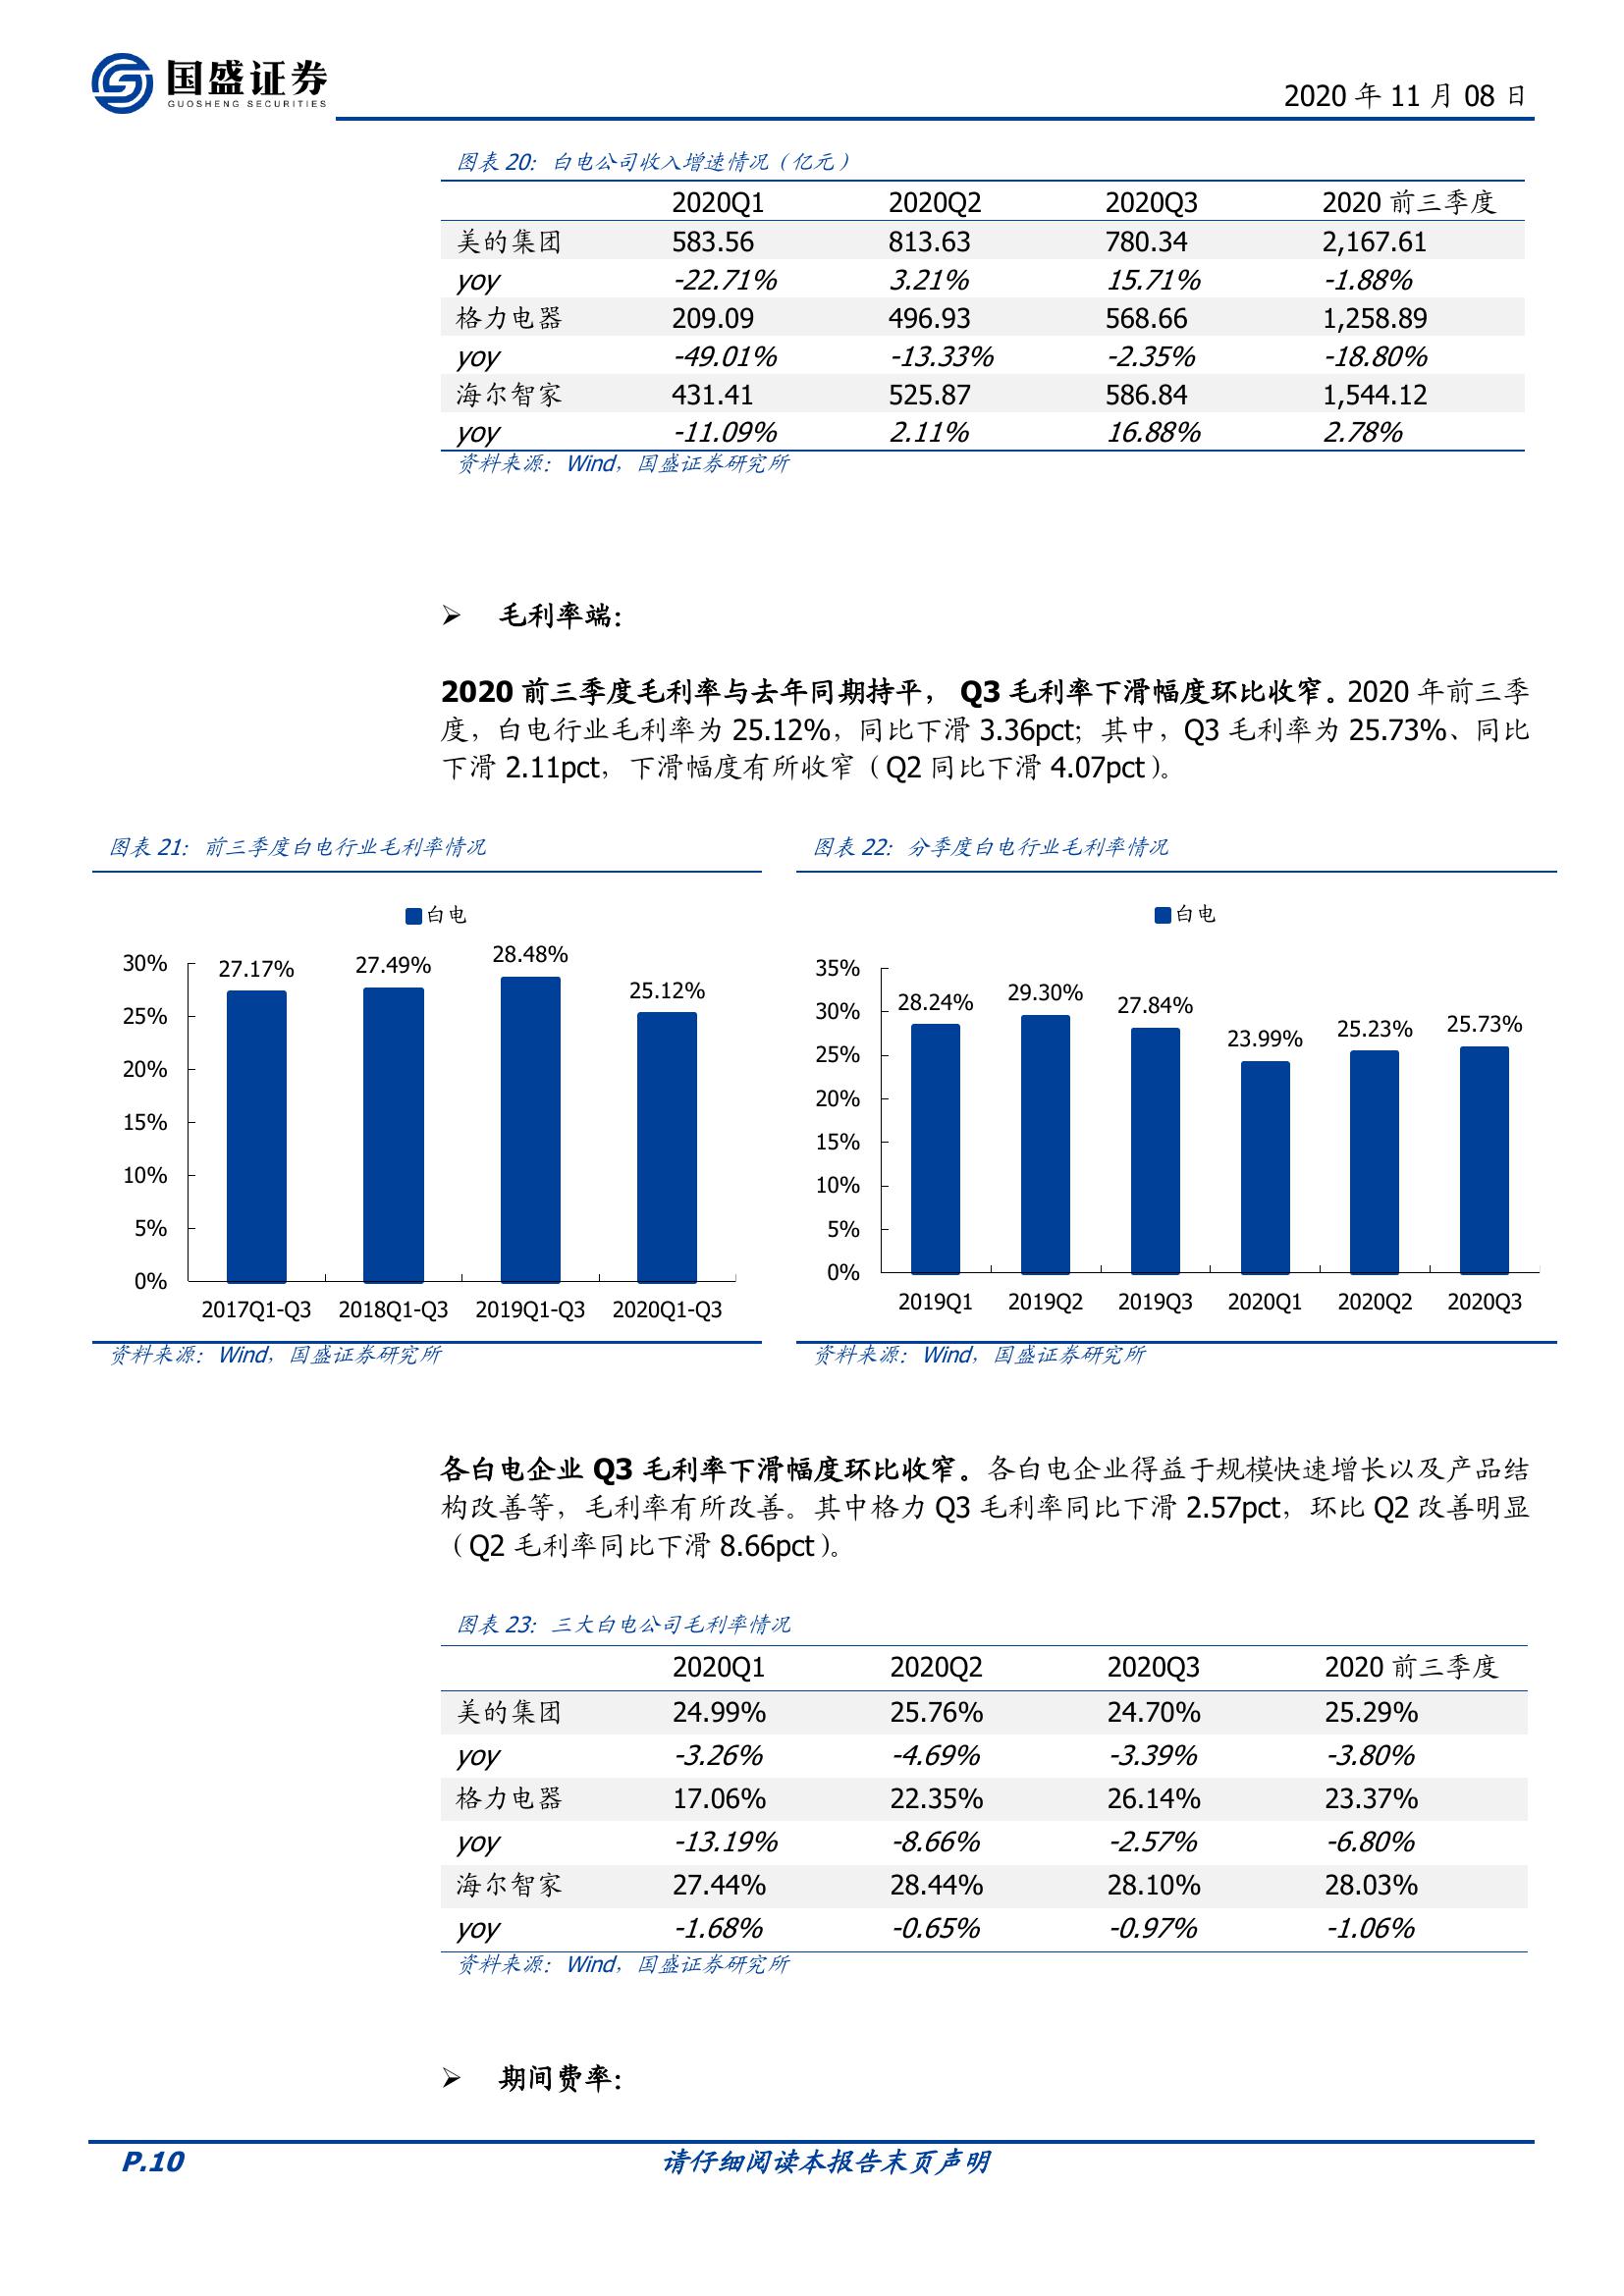 国盛证券
GUOSHENG SECURITIES
2020 年 11 月 08 日
图表 20：白电公司收入增速情况（亿元）
2020Q1 2020Q2 2020Q3 2020 前三季度
美的集团 583.56 813.63 780.34 2,167.61
yoy -22.71% 3.21% 15.71% -1.88%
格力电器 209.09 496.93 568.66 1,258.89
yoy -49.01% -13.33% -2.35% -18.80%
海尔智家 431.41 525.87 586.84 1,544.12
yoy -11.09% 2.11% 16.88% 2.78%
资料来源：Wind，国盛证券研究所
➢ 毛利率端：
2020 前三季度毛利率与去年同期持平， Q3 毛利率下滑幅度环比收窄。2020 年前三季
度，白电行业毛利率为 25.12%，同比下滑 3.36pct；其中，Q3 毛利率为 25.73%、同比
下滑 2.11pct，下滑幅度有所收窄（Q2 同比下滑 4.07pct）。
图表 21：前三季度白电行业毛利率情况
白电
30%
25%
20%
15%
10%
5%
0%
27.17% 27.49% 28.48% 25.12%
2017Q1-Q3 2018Q1-Q3 2019Q1-Q3 2020Q1-Q3
资料来源：Wind，国盛证券研究所
图表 22：分季度白电行业毛利率情况
白电
35%
30%
25%
20%
15%
10%
5%
0%
28.24% 29.30% 27.84% 23.99% 25.23% 25.73%
2019Q1 2019Q2 2019Q3 2020Q1 2020Q2 2020Q3
资料来源：Wind，国盛证券研究所
各白电企业 Q3 毛利率下滑幅度环比收窄。各白电企业得益于规模快速增长以及产品结
构改善等，毛利率有所改善。其中格力 Q3 毛利率同比下滑 2.57pct，环比 Q2 改善明显
（Q2 毛利率同比下滑 8.66pct）。
图表 23：三大白电公司毛利率情况
2020Q1 2020Q2 2020Q3 2020 前三季度
美的集团 24.99% 25.76% 24.70% 25.29%
yoy -3.26% -4.69% -3.39% -3.80%
格力电器 17.06% 22.35% 26.14% 23.37%
yoy -13.19% -8.66% -2.57% -6.80%
海尔智家 27.44% 28.44% 28.10% 28.03%
yoy -1.68% -0.65% -0.97% -1.06%
资料来源：Wind，国盛证券研究所
➢ 期间费率：
P.10 请仔细阅读本报告末页声明